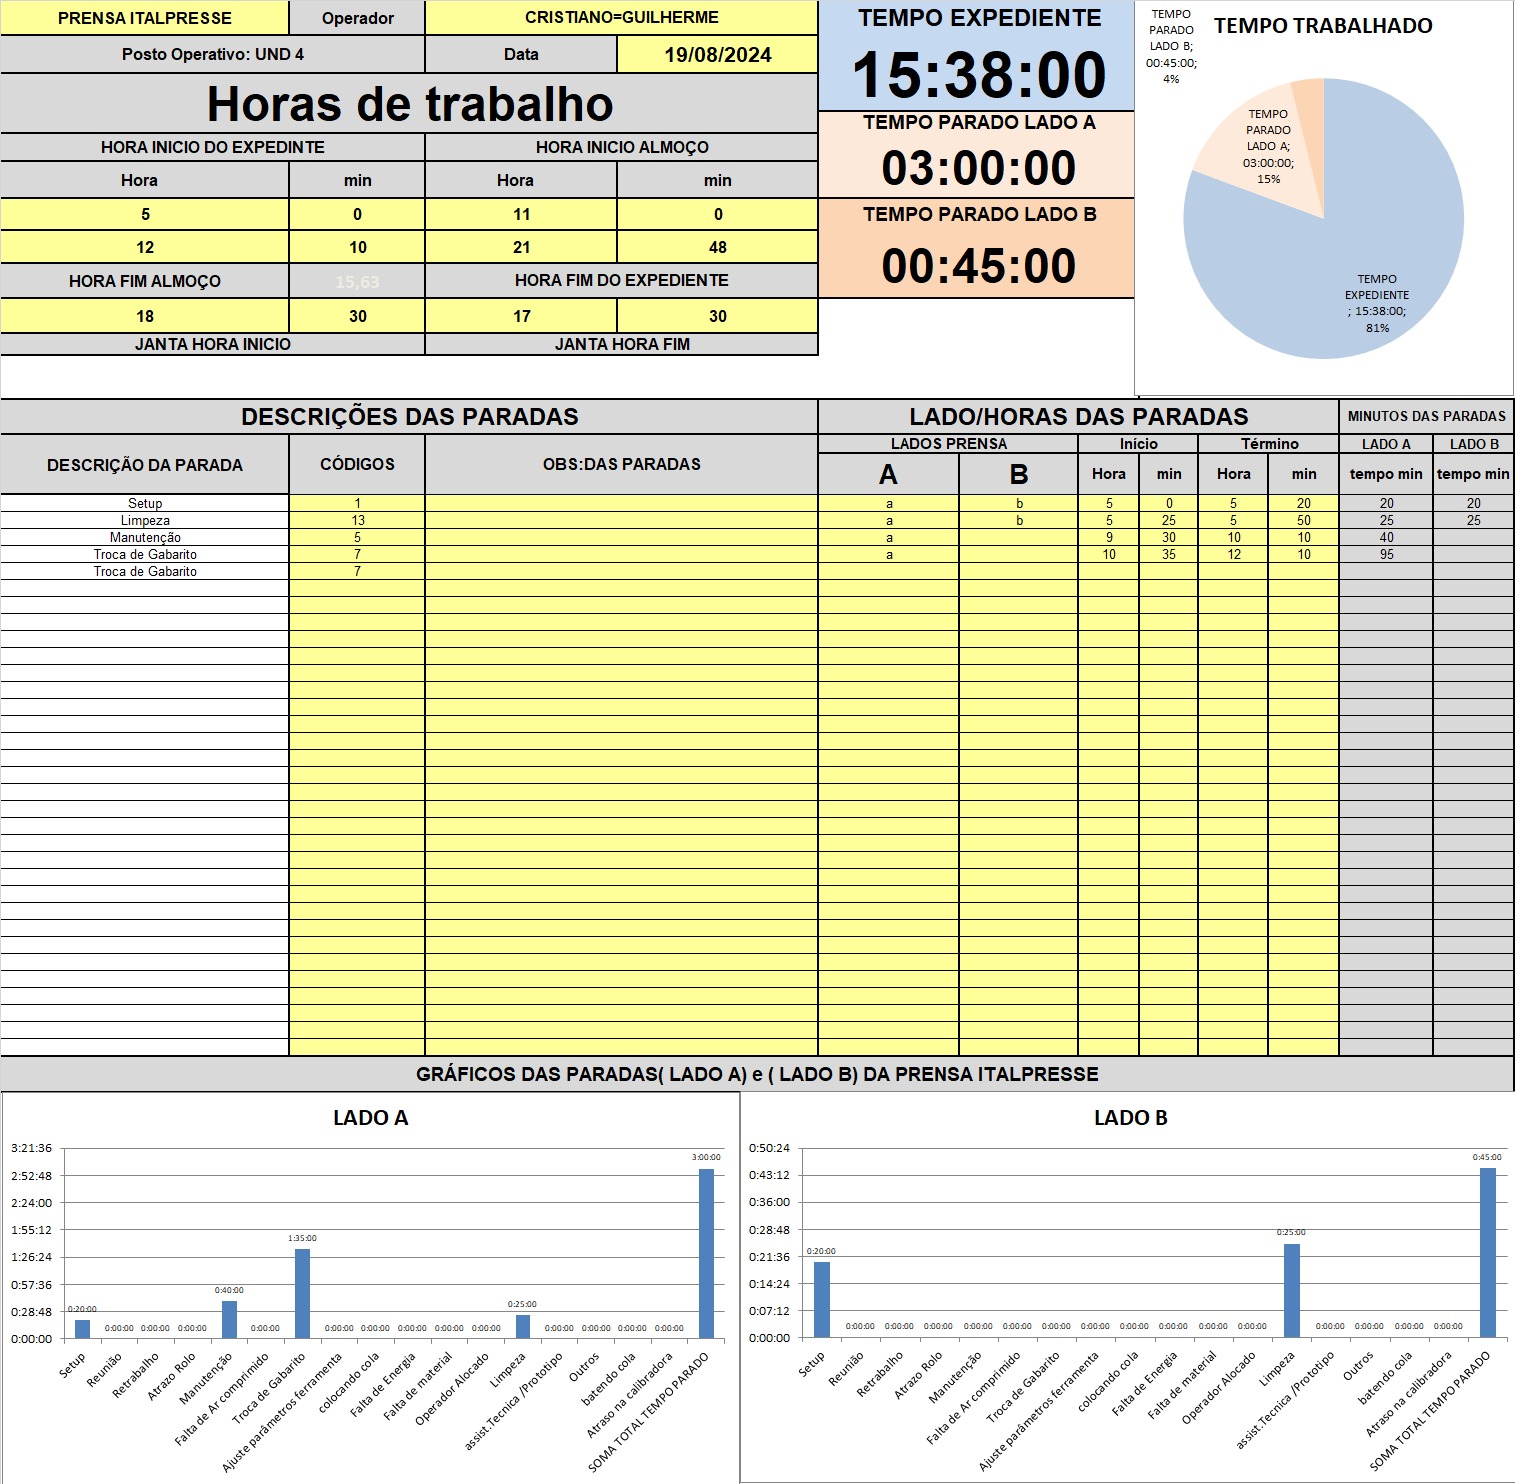 PRENSA ITALPRESSE Operador CRISTIANO=GUILHERME
Posto Operativo: UND 4 Data 19/08/2024
Horas de trabalho
HORA INICIO DO EXPEDINTE HORA INICIO ALMOÇO
Hora min Hora min
5 0 11 0
12 10 21 48
HORA FIM ALMOÇO 15,63 HORA FIM DO EXPEDIENTE
18 30 17 30
JANTA HORA INICIO JANTA HORA FIM
TEMPO EXPEDIENTE
15:38:00
TEMPO PARADO LADO A
03:00:00
TEMPO PARADO LADO B
00:45:00
TEMPO TRABALHADO
TEMPO
PARADO
LADO B;
00:45:00;
4%
TEMPO
PARADO
LADO A;
03:00:00;
15%
TEMPO
EXPEDIENTE
; 15:38:00;
81%
DESCRIÇÕES DAS PARADAS LADO/HORAS DAS PARADAS MINUTOS DAS PARADAS
DESCRIÇÃO DA PARADA CÓDIGOS OBS:DAS PARADAS LADOS PRENSA Início Término LADO A LADO B
A B Hora min Hora min tempo min tempo min
Setup 1 a b 5 0 5 20 20 20
Limpeza 13 a b 5 25 5 50 25 25
Manutenção 5 a 9 30 10 10 40
Troca de Gabarito 7 a 10 35 12 10 95
Troca de Gabarito 7
GRÁFICOS DAS PARADAS( LADO A) e ( LADO B) DA PRENSA ITALPRESSE
LADO A
3:21:36
2:52:48
2:24:00
1:55:12
1:26:24
0:57:36
0:28:48
0:00:00
0:20:00 0:00:00 0:00:00 0:00:00 0:40:00 0:00:00 1:35:00 0:00:00 0:00:00 0:00:00 0:00:00 0:00:00 0:25:00 0:00:00 0:00:00 0:00:00 0:00:00 3:00:00
Setup
Reunião
Retrabalho
Atrazo Rolo
Manutenção
Falta de Ar comprimido
Troca de Gabarito
Ajuste parâmetros ferramenta
colocando cola
Falta de Energia
Falta de material
Operador Alocado
Limpeza
assist.Tecnica /Prototipo
Outros
batendo cola
Atraso na calibradora
SOMA TOTAL TEMPO PARADO
LADO B
0:50:24
0:43:12
0:36:00
0:28:48
0:21:36
0:14:24
0:07:12
0:00:00
0:20:00 0:00:00 0:00:00 0:00:00 0:00:00 0:00:00 0:00:00 0:00:00 0:00:00 0:00:00 0:00:00 0:00:00 0:25:00 0:00:00 0:00:00 0:00:00 0:00:00 0:45:00
Setup
Reunião
Retrabalho
Atrazo Rolo
Manutenção
Falta de Ar comprimido
Troca de Gabarito
Ajuste parâmetros ferramenta
colocando cola
Falta de Energia
Falta de material
Operador Alocado
Limpeza
assist.Tecnica /Prototipo
Outros
batendo cola
Atraso na calibradora
SOMA TOTAL TEMPO PARADO